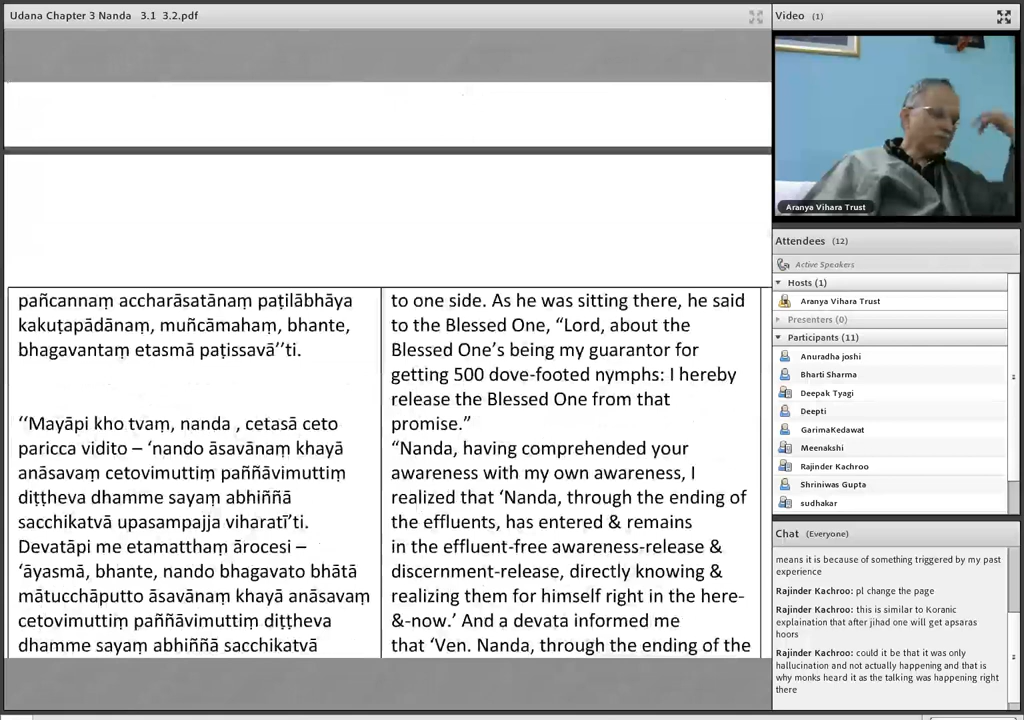 Udana Chapter 3 Nanda 3.1 3.2.pdf
pañcannaṃ accharāsatānaṃ paṭilābhāya
kakuṭapādānaṃ, muñcāmahaṃ, bhante,
bhagavantaṃ etasmā paṭissavā’’ti.
‘‘Mayāpi kho tvaṃ, nanda , cetasā ceto
paricca vidito – ‘nando āsavānaṃ khayā
anāsavaṃ cetovimuttiṃ paññāvimuttiṃ
diṭṭheva dhamme sayaṃ abhiññā
sacchikatvā upasampajja viharatī’ti.
Devatāpi me etamatthaṃ ārocesi –
‘āyasmā, bhante, nando bhagavato bhātā
mātucchāputto āsavānaṃ khayā anāsavaṃ
cetovimuttiṃ paññāvimuttiṃ diṭṭheva
dhamme sayaṃ abhiññā sacchikatvā
to one side. As he was sitting there, he said
to the Blessed One, “Lord, about the
Blessed One’s being my guarantor for
getting 500 dove-footed nymphs: I hereby
release the Blessed One from that
promise.”
“Nanda, having comprehended your
awareness with my own awareness, I
realized that ‘Nanda, through the ending of
the effluents, has entered & remains
in the effluent-free awareness-release &
discernment-release, directly knowing &
realizing them for himself right in the here-
&-now.’ And a devata informed me
that ‘Ven. Nanda, through the ending of the
Video (1)
Aranya Vihara Trust
Attendees (12)
Active Speakers
Hosts (1)
Aranya Vihara Trust
Presenters (0)
Participants (11)
Anuradha joshi
Bharti Sharma
Deepak Tyagi
Deepti
GarimaKedawat
Meenakshi
Rajinder Kachroo
Shriniwas Gupta
sudhakar
Chat (Everyone)
means it is because of something triggered by my past
experience
Rajinder Kachroo: pl change the page
Rajinder Kachroo: this is similar to Koranic
explaination that after jihad one will get apsaras
hoors
Rajinder Kachroo: could it be that it was only
hallucination and not actually happening and that is
why monks heard it as the talking was happening right
there